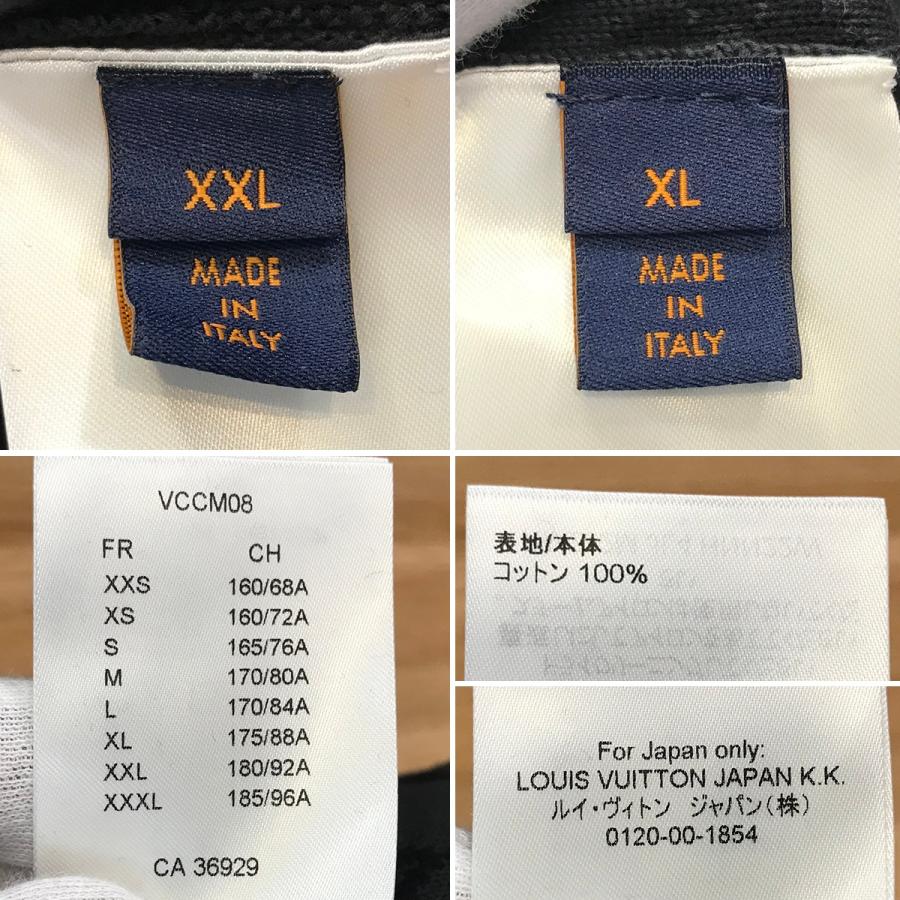 XXL
MADE
IN
ITALY
XL
MADE
IN
ITALY
VCCM08
FR CH
XXS 160/68A
XS 160/72A
S 165/76A
M 170/80A
L 170/84A
XL 175/88A
XXL 180/92A
XXXL 185/96A
CA 36929
表地/本体
コットン 100%
For Japan only:
LOUIS VUITTON JAPAN K.K.
ルイ・ヴィトン ジャパン(株)
0120-00-1854